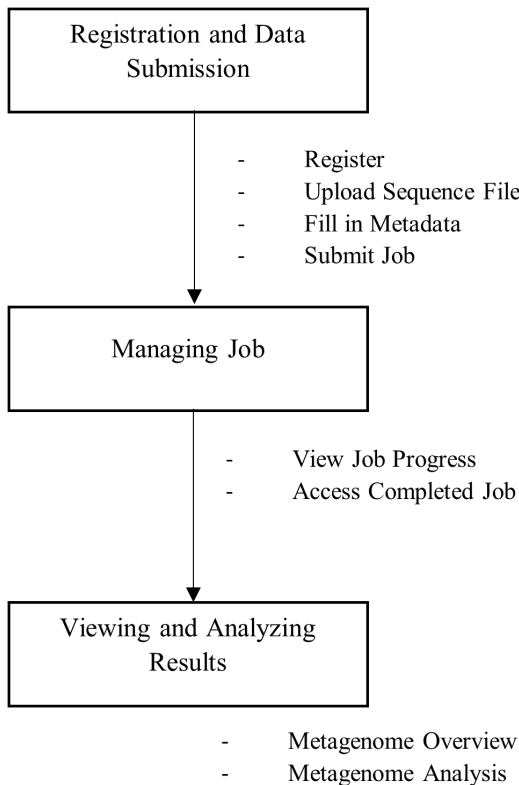 Registration and Data
Submission
- Register
- Upload Sequence File
- Fill in Metadata
- Submit Job
Managing Job
- View Job Progress
- Access Completed Job
Viewing and Analyzing
Results
- Metagenome Overview
- Metagenome Analysis